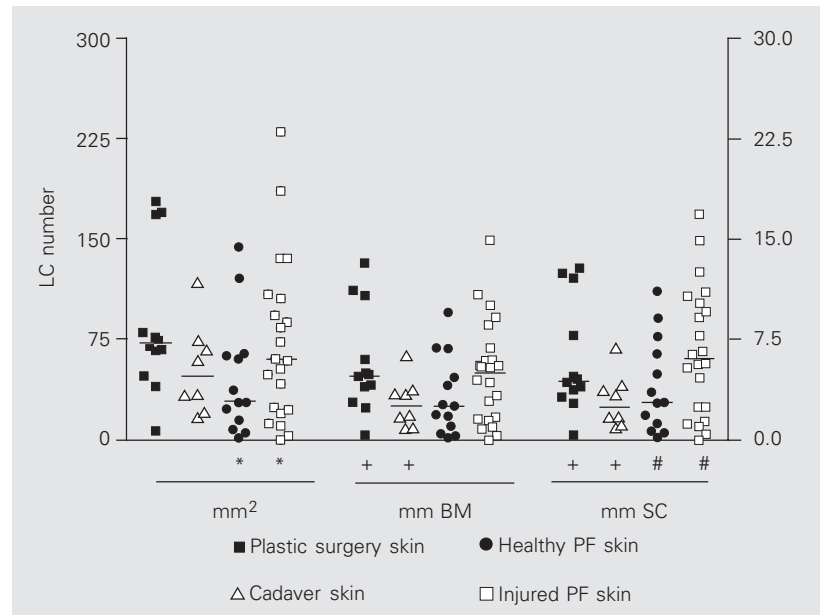 300
30.0
225
22.5
150
15.0
75
7.5
0
0.0
LC number
* * + + + + # #
mm² mm BM mm SC
Plastic surgery skin Healthy PF skin
Cadaver skin Injured PF skin